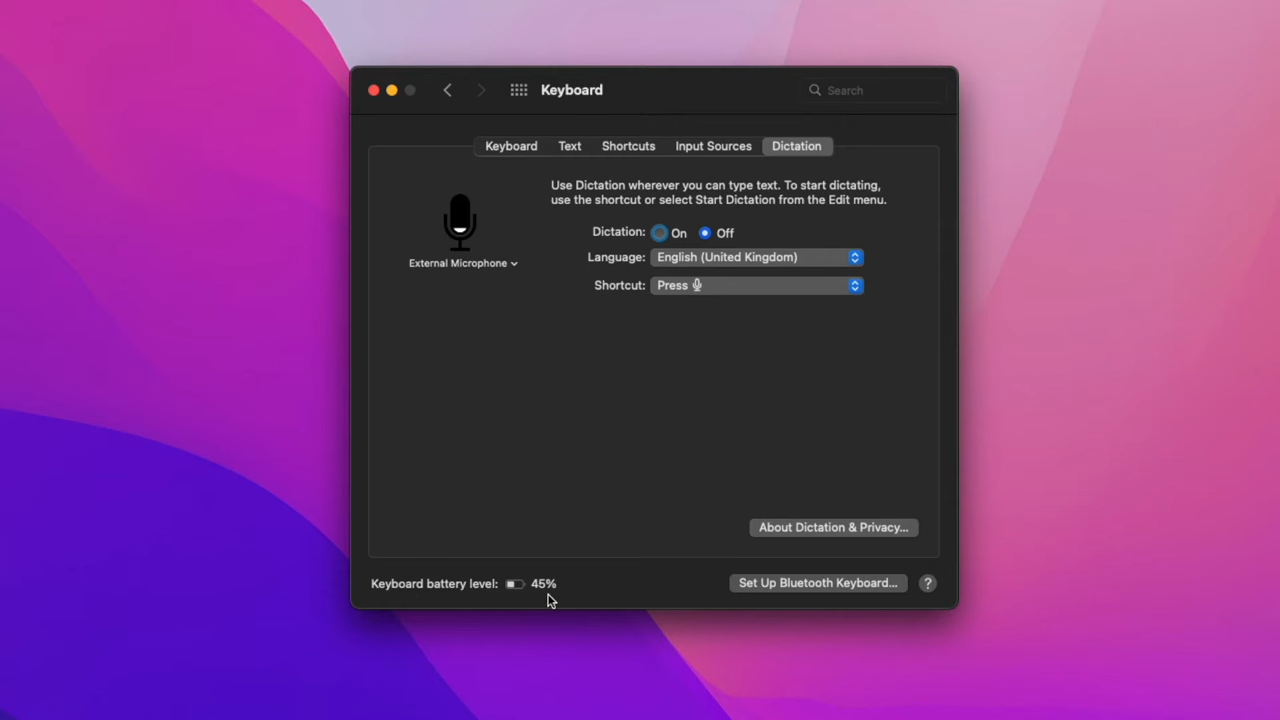 Keyboard
Search
Keyboard Text Shortcuts Input Sources Dictation
Use Dictation wherever you can type text. To start dictating,
use the shortcut or select Start Dictation from the Edit menu.
Dictation: On Off
External Microphone
Language: English (United Kingdom)
Shortcut: Press
About Dictation & Privacy...
Keyboard battery level: 45%
Set Up Bluetooth Keyboard...
?